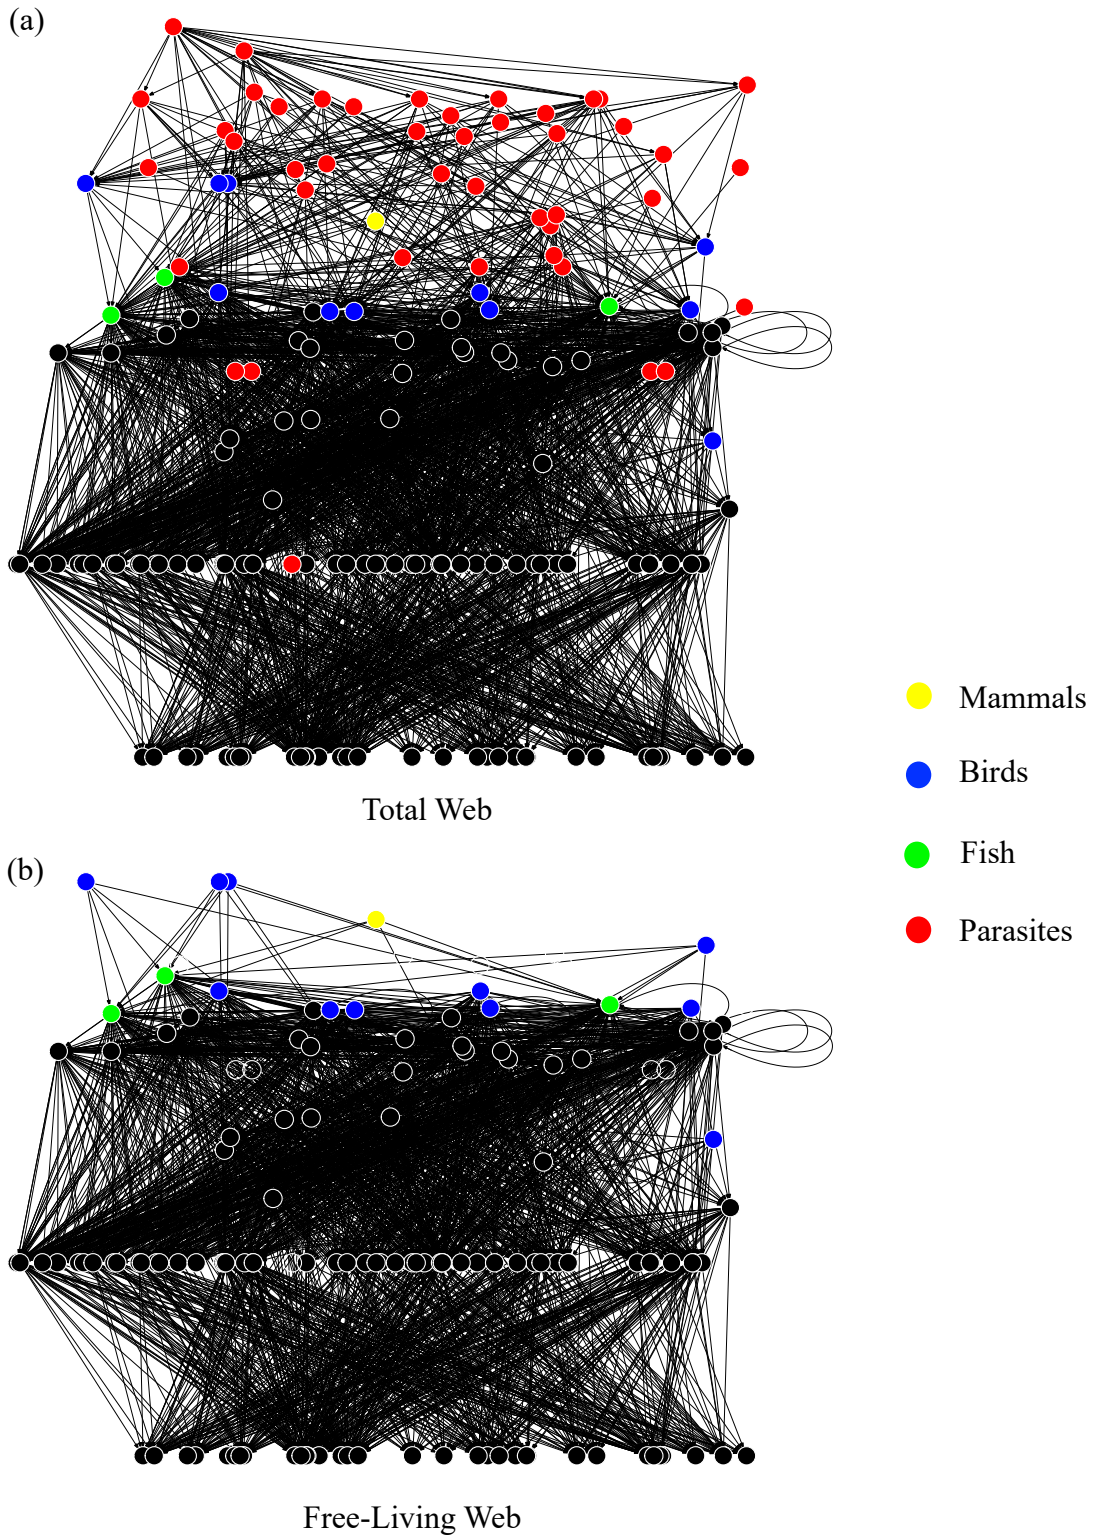 (a)
Total Web
Mammals
Birds
Fish
Parasites
(b)
Free-Living Web